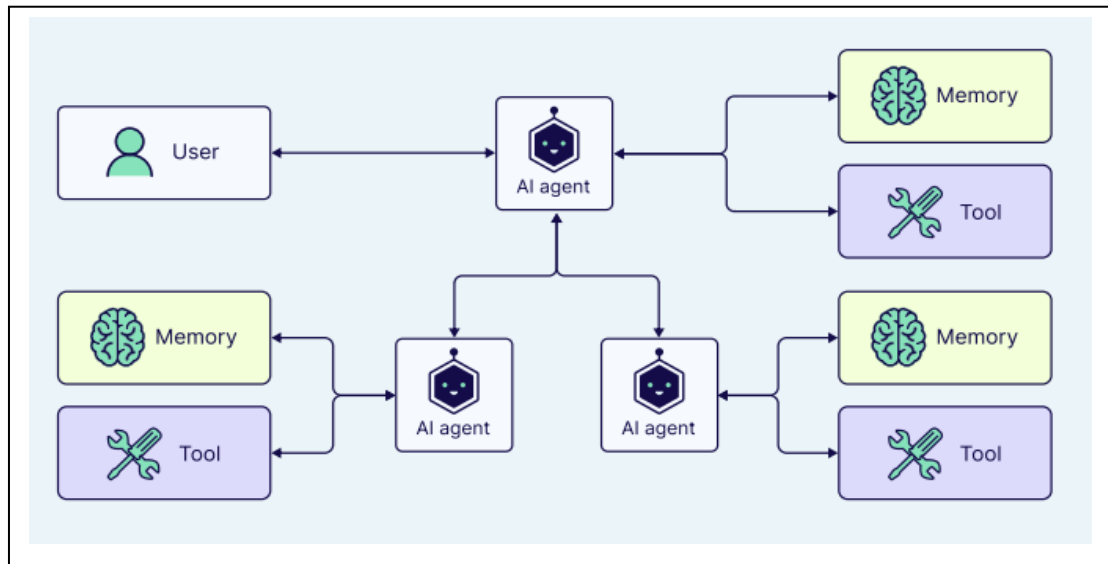 User
AI agent
Memory
Tool
Memory
Tool
AI agent
AI agent
Memory
Tool